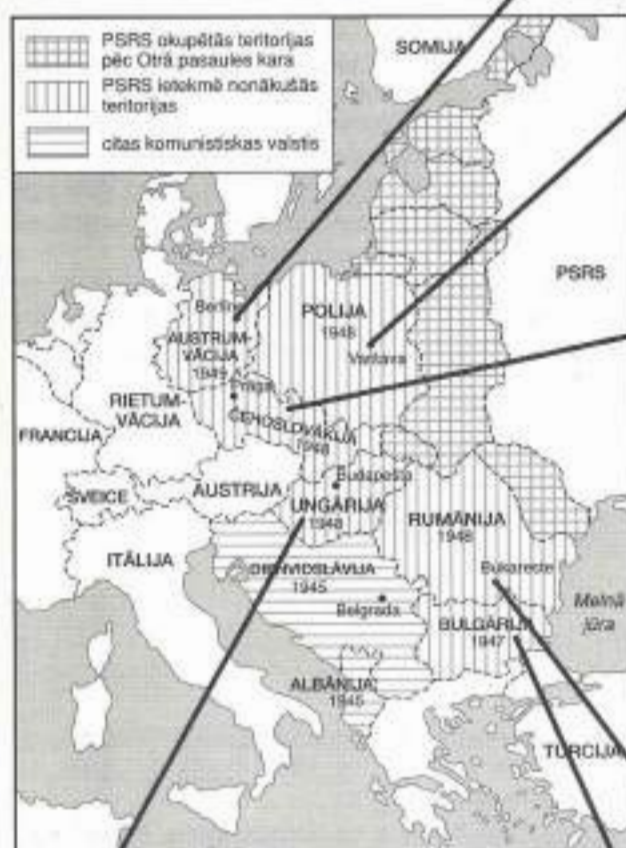 PSRS okupētās teritorijas
pēc Otrā pasaules kara
PSRS ietekmē nonākušās
teritorijas
citas komunistiskas valstis
SOMIJA
PSRS
Berlīne
AUSTRUM-
VĀCIJA
1949
POLIJA
Varšava
Prāga
RIETUM-
VĀCIJA
ČEHOSLOVĀKIJA
1948
FRANCIJA
ŠVEICE
AUSTRIJA
Budapešta
UNGĀRIJA
1948
RUMĀNIJA
1948
ITĀLIJA
DIENVIDSLĀVIJA
1945
Bukareste
Belgrada
Melnā
jūra
BULGĀRIJA
1947
ALBĀNIJA
1945
TURCIJA